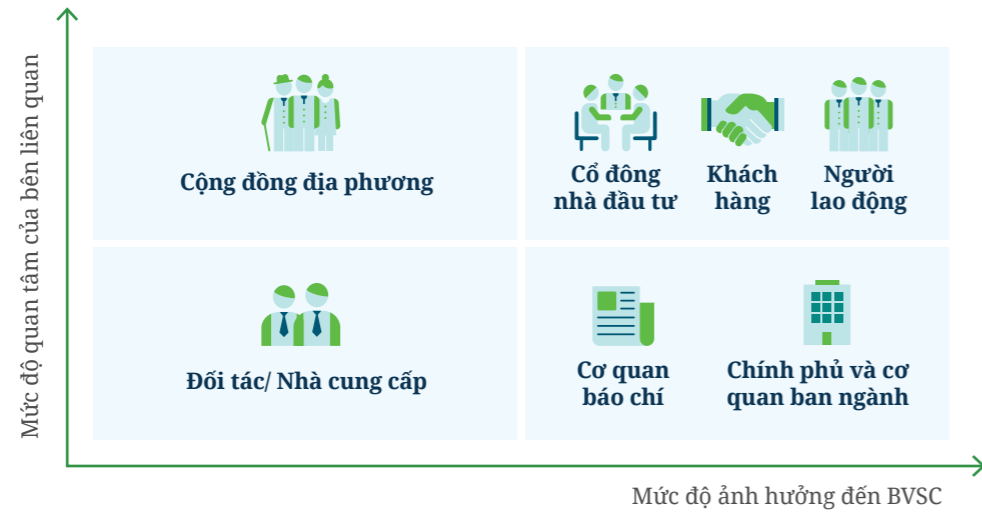 Mức độ quan tâm của bên liên quan
Cộng đồng địa phương
Cổ đông
nhà đầu tư
Khách
hàng
Người
lao động
Đối tác/ Nhà cung cấp
Cơ quan
báo chí
Chính phủ và cơ
quan ban ngành
Mức độ ảnh hưởng đến BVSC